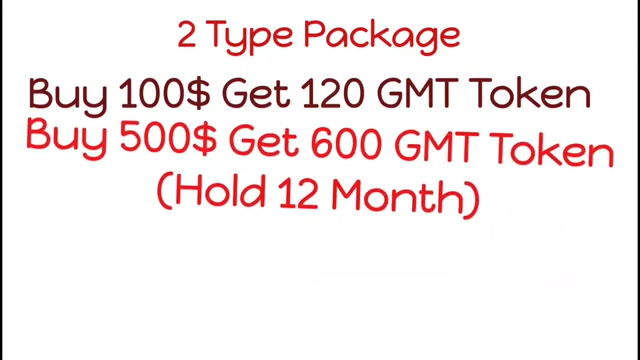 2 Type Package
Buy 100$ Get 120 GMT Token
Buy 500$ Get 600 GMT Token
(Hold 12 Month)